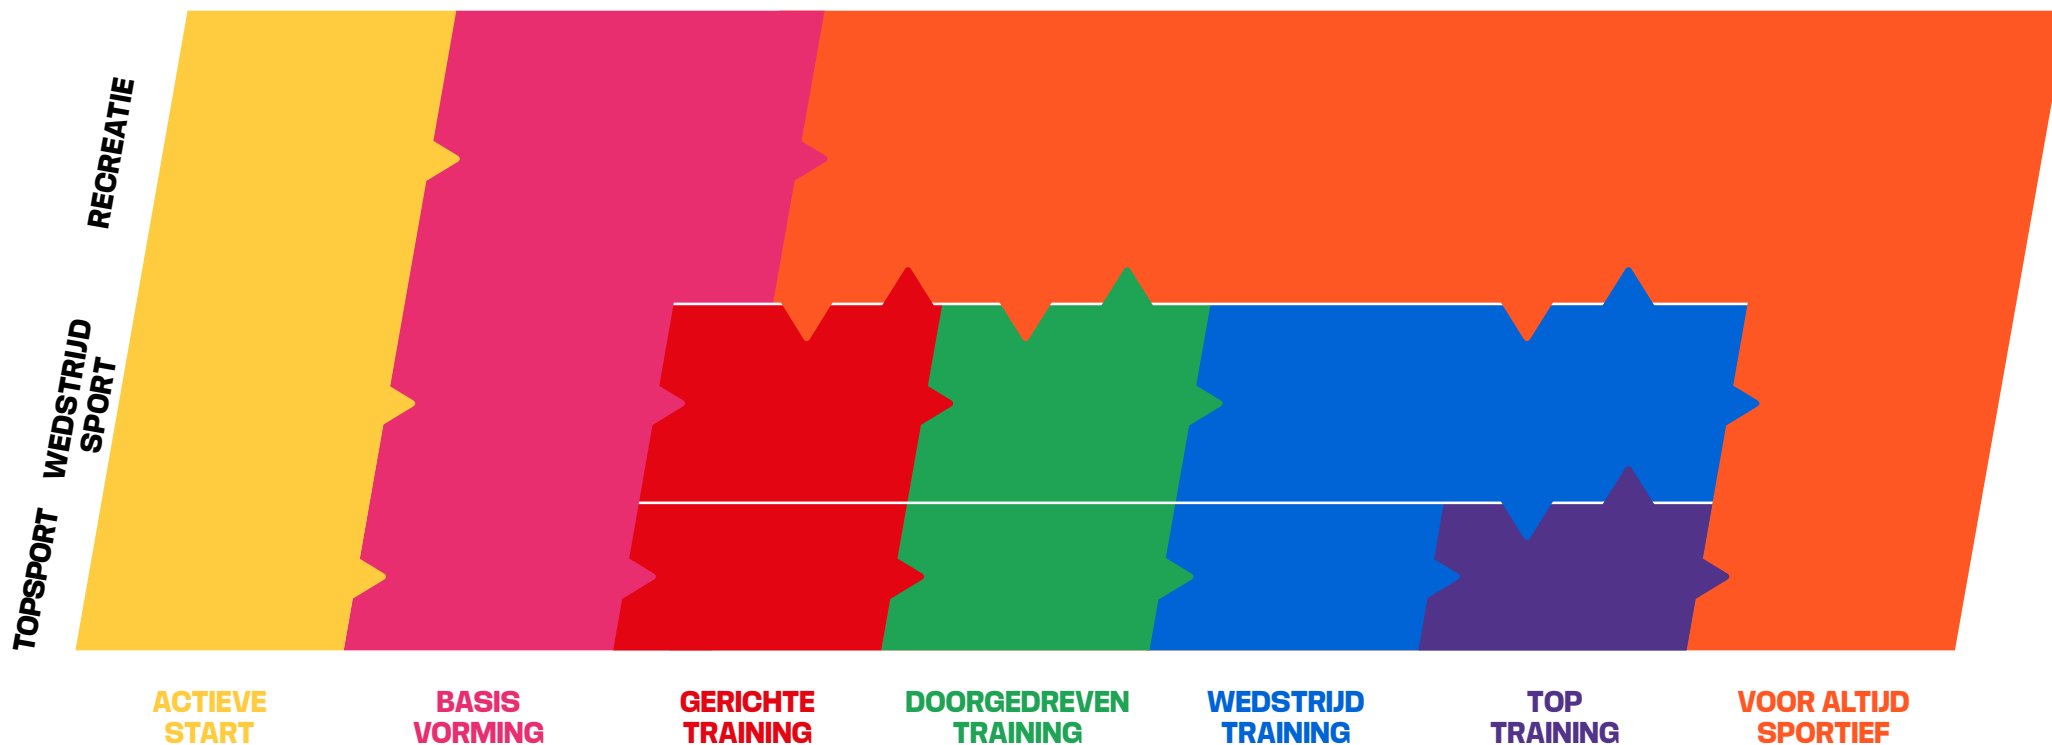 RECREATIE
WEDSTRIJD
SPORT
TOPSPORT
ACTIEVE
START
BASIS
VORMING
GERICHTE
TRAINING
DOORGEDREVEN
TRAINING
WEDSTRIJD
TRAINING
TOP
TRAINING
VOOR ALTIJD
SPORTIEF